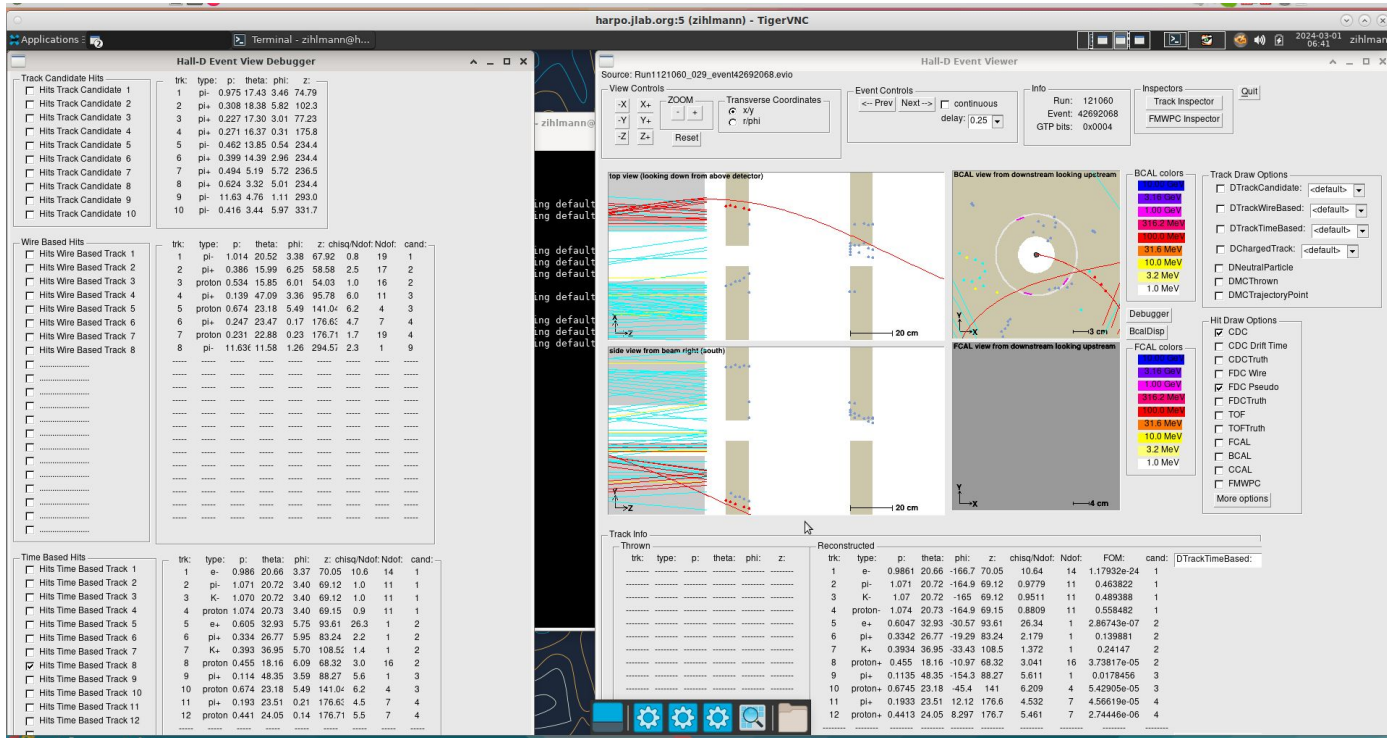 harpo.jlab.org:5 (zihlmann) - TigerVNC
Applications
Terminal - zihlmann@h...
2024-03-01
06:41
zihlman
Hall-D Event View Debugger
Track Candidate Hits
Hits Track Candidate 1
Hits Track Candidate 2
Hits Track Candidate 3
Hits Track Candidate 4
Hits Track Candidate 5
Hits Track Candidate 6
Hits Track Candidate 7
Hits Track Candidate 8
Hits Track Candidate 9
Hits Track Candidate 10
trk: type: p: theta: phi: z:
1 pi- 0.975 17.43 3.46 74.79
2 pi+ 0.308 18.38 5.82 102.3
3 pi+ 0.227 17.30 3.01 77.23
4 pi+ 0.271 16.37 0.31 175.8
5 pi- 0.462 13.85 0.54 234.4
6 pi+ 0.399 14.39 2.96 234.4
7 pi+ 0.494 5.19 5.72 236.5
8 pi+ 0.624 3.32 5.01 234.4
9 pi- 11.63 4.76 1.11 293.0
10 pi- 0.416 3.44 5.97 331.7
Wire Based Hits
Hits Wire Based Track 1
Hits Wire Based Track 2
Hits Wire Based Track 3
Hits Wire Based Track 4
Hits Wire Based Track 5
Hits Wire Based Track 6
Hits Wire Based Track 7
Hits Wire Based Track 8
trk: type: p: theta: phi: z: chisq/Ndof: Ndof: cand:
1 pi- 1.014 20.52 3.38 67.92 0.8 19 1
2 pi+ 0.386 15.99 6.25 58.58 2.5 17 2
3 proton 0.534 15.85 6.01 54.03 1.0 16 2
4 pi+ 0.139 47.09 3.36 95.78 6.0 11 3
5 proton 0.674 23.18 5.49 141.04 6.2 4 3
6 pi+ 0.247 23.47 0.17 176.63 4.7 7 4
7 proton 0.231 22.88 0.23 176.71 1.7 19 4
8 pi- 11.636 11.58 1.26 294.57 2.3 1 9
Time Based Hits
Hits Time Based Track 1
Hits Time Based Track 2
Hits Time Based Track 3
Hits Time Based Track 4
Hits Time Based Track 5
Hits Time Based Track 6
Hits Time Based Track 7
Hits Time Based Track 8
Hits Time Based Track 9
Hits Time Based Track 10
Hits Time Based Track 11
Hits Time Based Track 12
trk: type: p: theta: phi: z: chisq/Ndof: Ndof: cand:
1 e- 0.986 20.66 3.37 70.05 10.6 14 1
2 pi- 1.071 20.72 3.40 69.12 1.0 11 1
3 K- 1.070 20.72 3.40 69.12 1.0 11 1
4 proton 1.074 20.73 3.40 69.15 0.9 11 1
5 e+ 0.605 32.93 5.75 93.61 26.3 1 2
6 pi+ 0.334 26.77 5.95 83.24 2.2 1 2
7 K+ 0.393 36.95 5.70 108.52 1.4 1 2
8 proton 0.455 18.16 6.09 68.32 3.0 16 2
9 pi+ 0.114 48.35 3.59 88.27 5.6 1 3
10 proton 0.674 23.18 5.49 141.04 6.2 4 3
11 pi+ 0.193 23.51 0.21 176.63 4.5 7 4
12 proton 0.441 24.05 0.14 176.71 5.5 7 4
- zihlmann@
ing default
ing default
ing default
ing default
ing default
ing default
ing default
ing default
Hall-D Event Viewer
Source: Run1121060_029_event42692068.evio
View Controls
-X X+
-Y Y+
-Z Z+
ZOOM
- +
Reset
Transverse Coordinates
x/y
r/phi
Event Controls
<-- Prev Next --> continuous
delay: 0.25
Info
Run: 121060
Event: 42692068
GTP bits: 0x0004
Inspectors
Track Inspector
FMWPC Inspector
Quit
top view (looking down from above detector)
X
Z
20 cm
side view from beam right (south)
Y
Z
20 cm
BCAL view from downstream looking upstream
Y
X
3 cm
FCAL view from downstream looking upstream
Y
X
4 cm
BCAL colors
3.16 GeV
1.00 GeV
316.2 MeV
100.0 MeV
31.6 MeV
10.0 MeV
3.2 MeV
1.0 MeV
Debugger
BcalDisp
FCAL colors
3.16 GeV
1.00 GeV
316.2 MeV
100.0 MeV
31.6 MeV
10.0 MeV
3.2 MeV
1.0 MeV
Track Draw Options
DTrackCandidate: <default>
DTrackWireBased: <default>
DTrackTimeBased: <default>
DChargedTrack: <default>
DNeutralParticle
DMCThrown
DMCTrajectoryPoint
Hit Draw Options
CDC
CDC Drift Time
CDCTruth
FDC Wire
FDC Pseudo
FDCTruth
TOF
TOFTruth
FCAL
BCAL
CCAL
FMWPC
More options
Track Info
Thrown
trk: type: p: theta: phi: z:
Reconstructed
trk: type: p: theta: phi: z: chisq/Ndof: Ndof: FOM: cand: DTrackTimeBased:
1 e- 0.9861 20.66 -166.7 70.05 10.64 14 1.17932e-24 1
2 pi- 1.071 20.72 -164.9 69.12 0.9779 11 0.463822 1
3 K- 1.07 20.72 -165 69.12 0.9511 11 0.489388 1
4 proton- 1.074 20.73 -164.9 69.15 0.8809 11 0.558482 1
5 e+ 0.6047 32.93 -30.57 93.61 26.34 1 2.86743e-07 2
6 pi+ 0.3342 26.77 -19.29 83.24 2.179 1 0.139881 2
7 K+ 0.3934 36.95 -33.43 108.5 1.372 1 0.24147 2
8 proton+ 0.455 18.16 -10.97 68.32 3.041 16 3.73817e-05 2
9 pi+ 0.1135 48.35 -154.3 88.27 5.611 1 0.0178456 3
10 proton+ 0.6745 23.18 -45.4 141 6.209 4 5.42905e-05 3
11 pi+ 0.1933 23.51 12.12 176.6 4.532 7 4.56619e-05 4
12 proton+ 0.4413 24.05 8.297 176.7 5.461 7 2.74446e-06 4